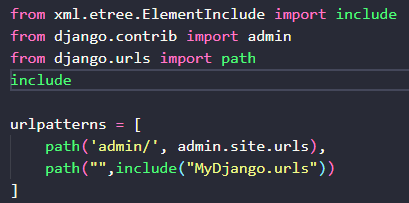 from xml.etree.ElementInclude import include
from django.contrib import admin
from django.urls import path
include

urlpatterns = [
    path('admin/', admin.site.urls),
    path("",include("MyDjango.urls"))
]